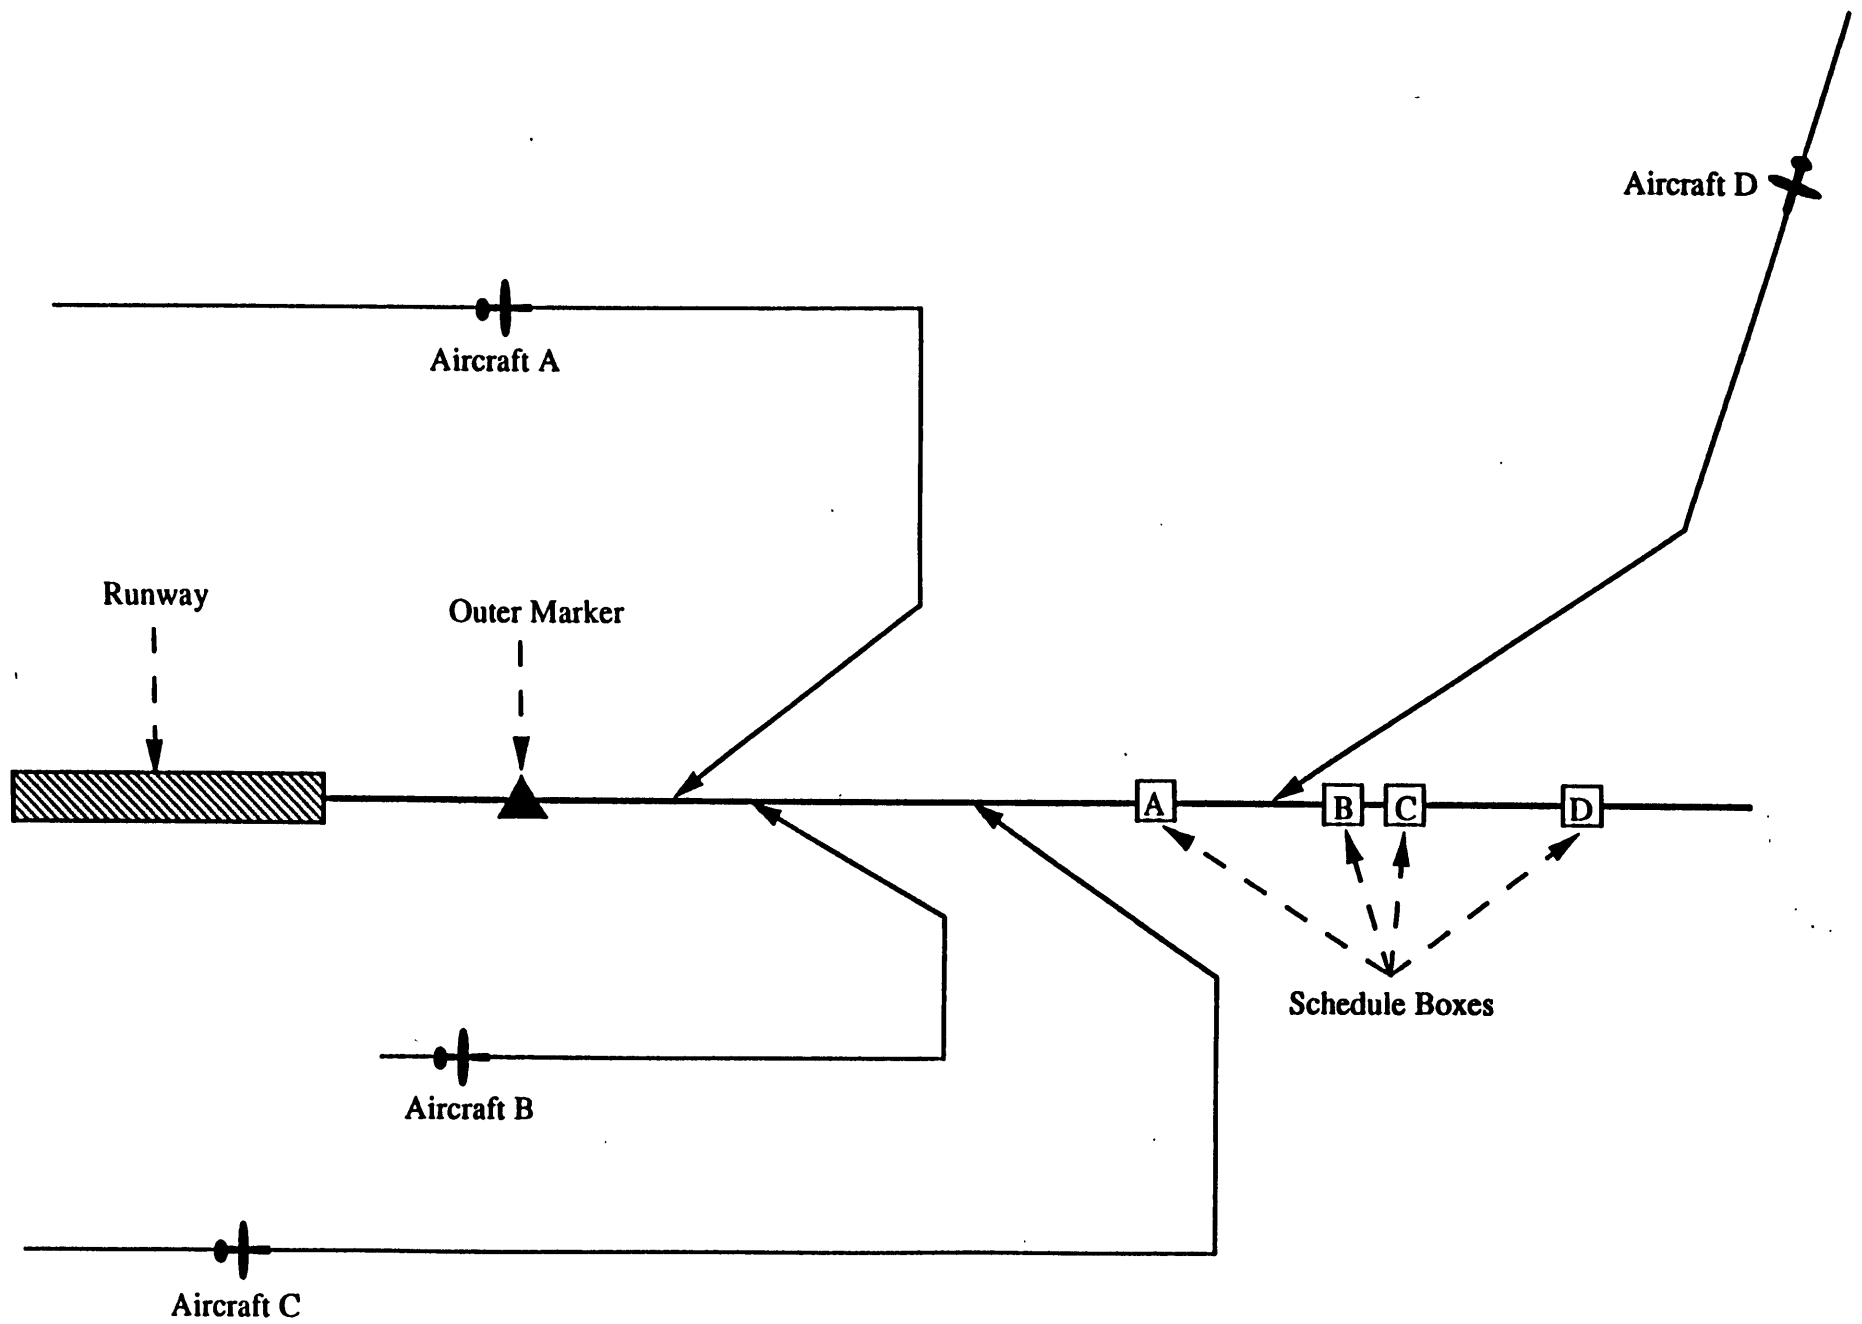 Aircraft D
Aircraft A
Runway
Outer Marker
A
B
C
D
Schedule Boxes
Aircraft B
Aircraft C